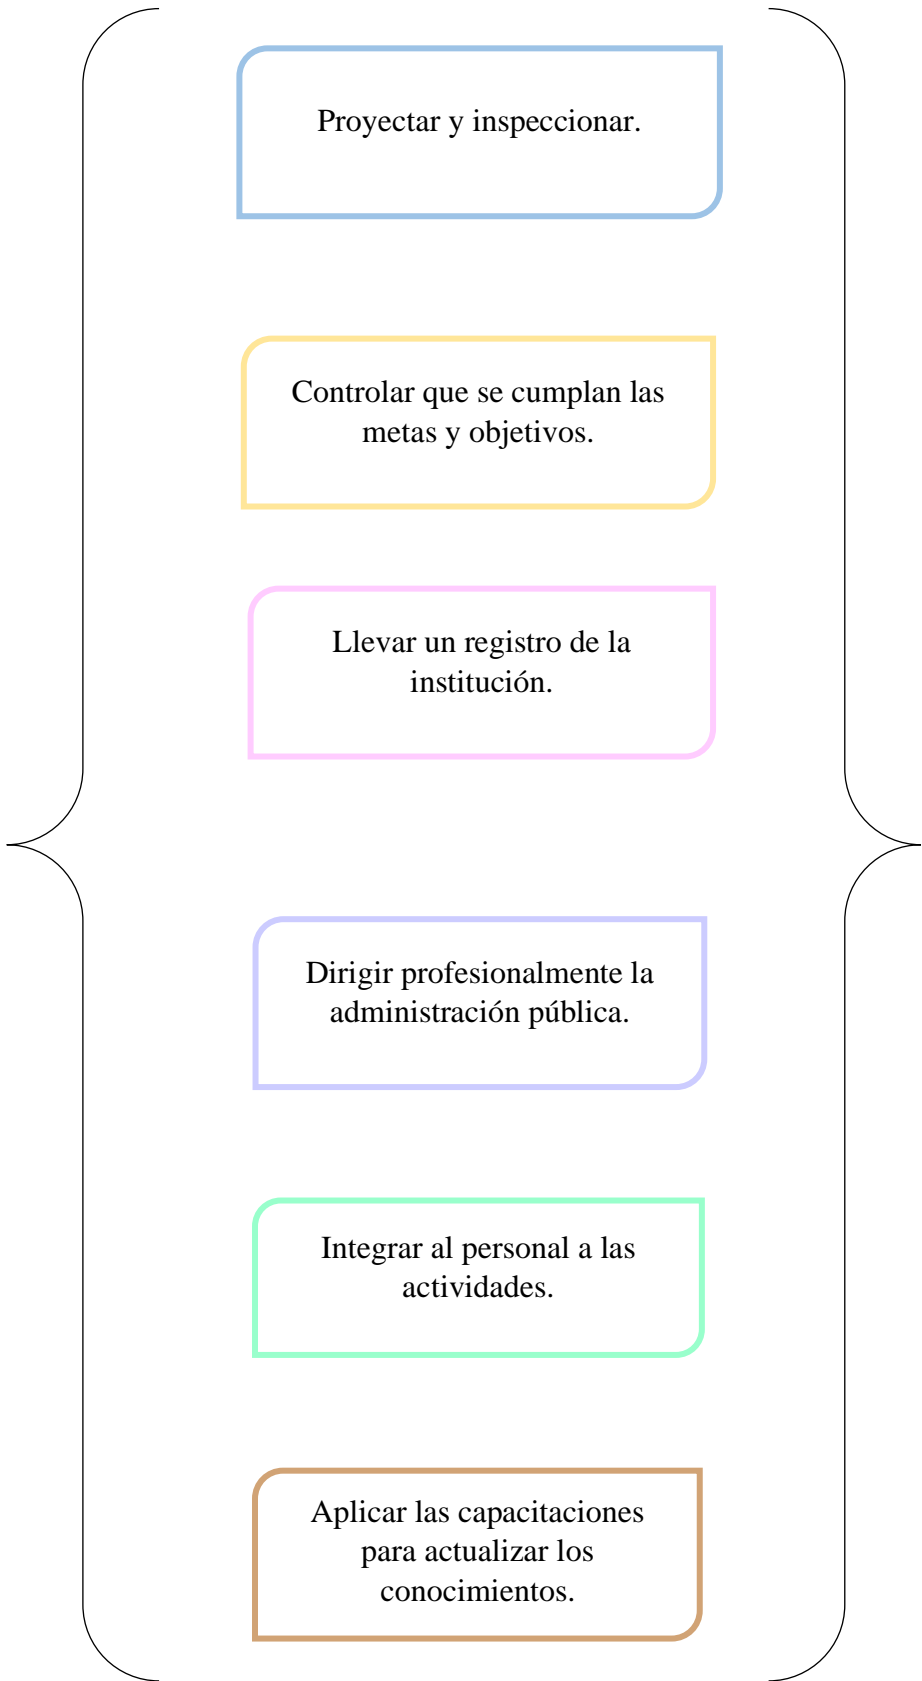 Proyectar y inspeccionar.
Controlar que se cumplan las
metas y objetivos.
Llevar un registro de la
institución.
Dirigir profesionalmente la
administración pública.
Integrar al personal a las
actividades.
Aplicar las capacitaciones
para actualizar los
conocimientos.